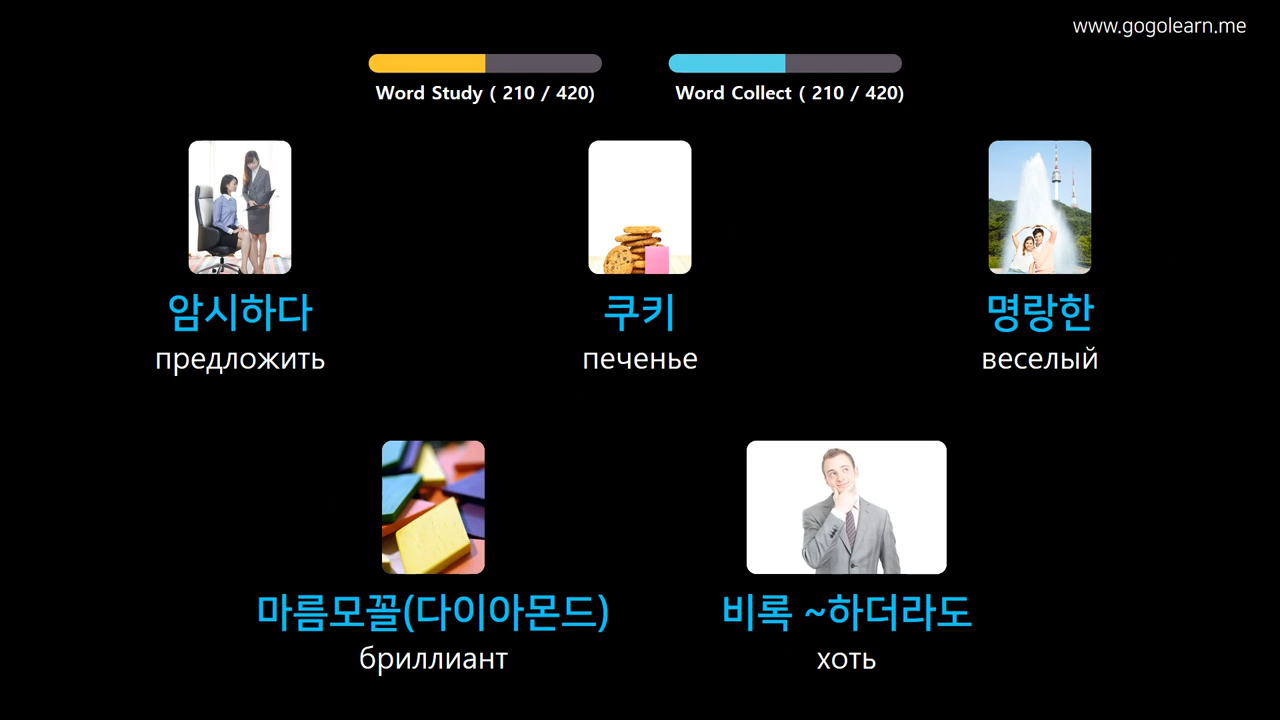 www.gogolearn.me
Word Study ( 210 / 420)
Word Collect ( 210 / 420)
암시하다
предложить
쿠키
печенье
명랑한
веселый
마름모꼴(다이아몬드)
бриллиант
비록 ~하더라도
хоть